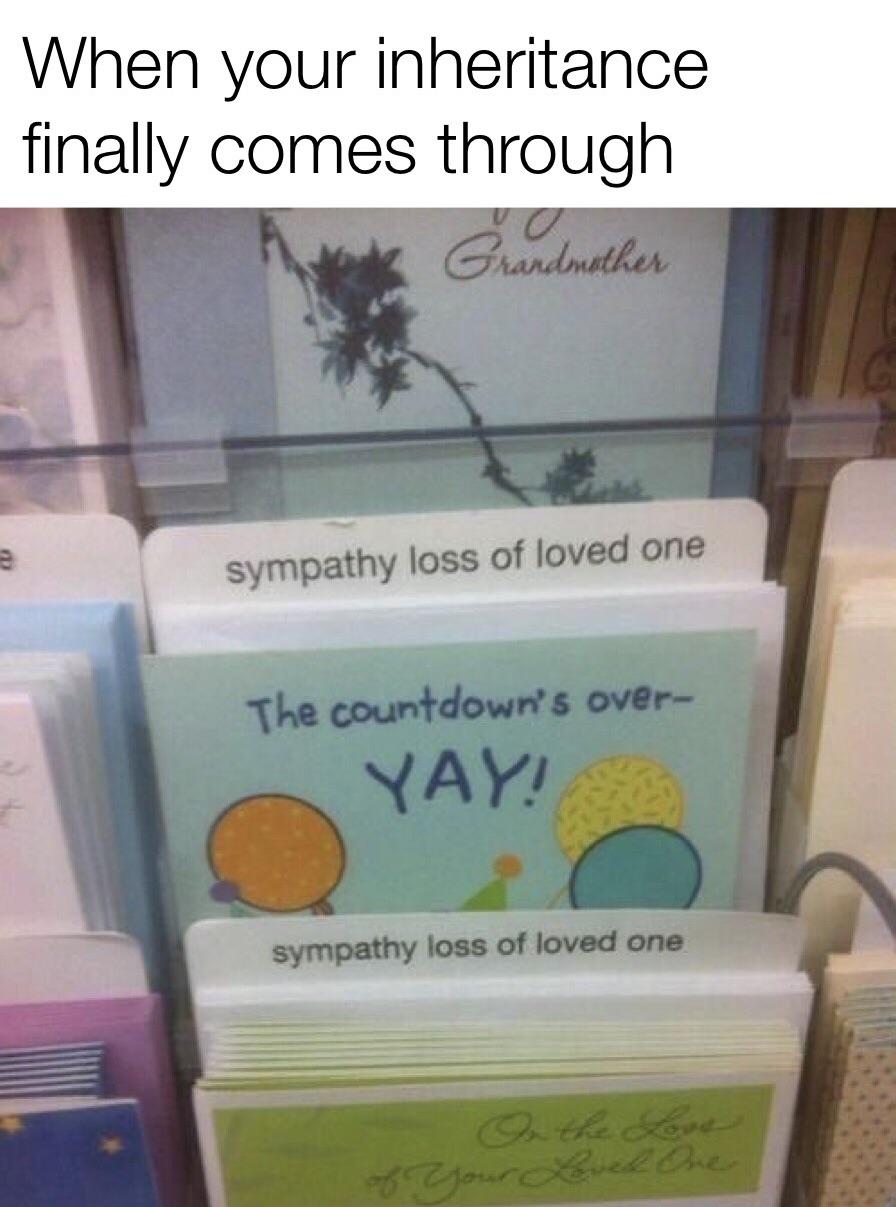 When your inheritance
finally comes through
Grandmother
sympathy loss of loved one
The countdown's over-
YAY!
sympathy loss of loved one
On the Loss
of Your Loved One